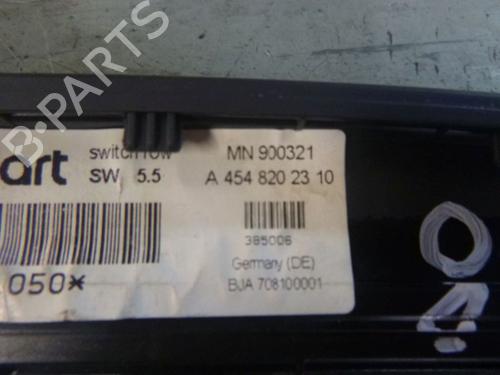 B-PARTS
art switch row MN 900321
SW 5.5 A 454 820 23 10
385006
Germany (DE)
050* BJA 708100001